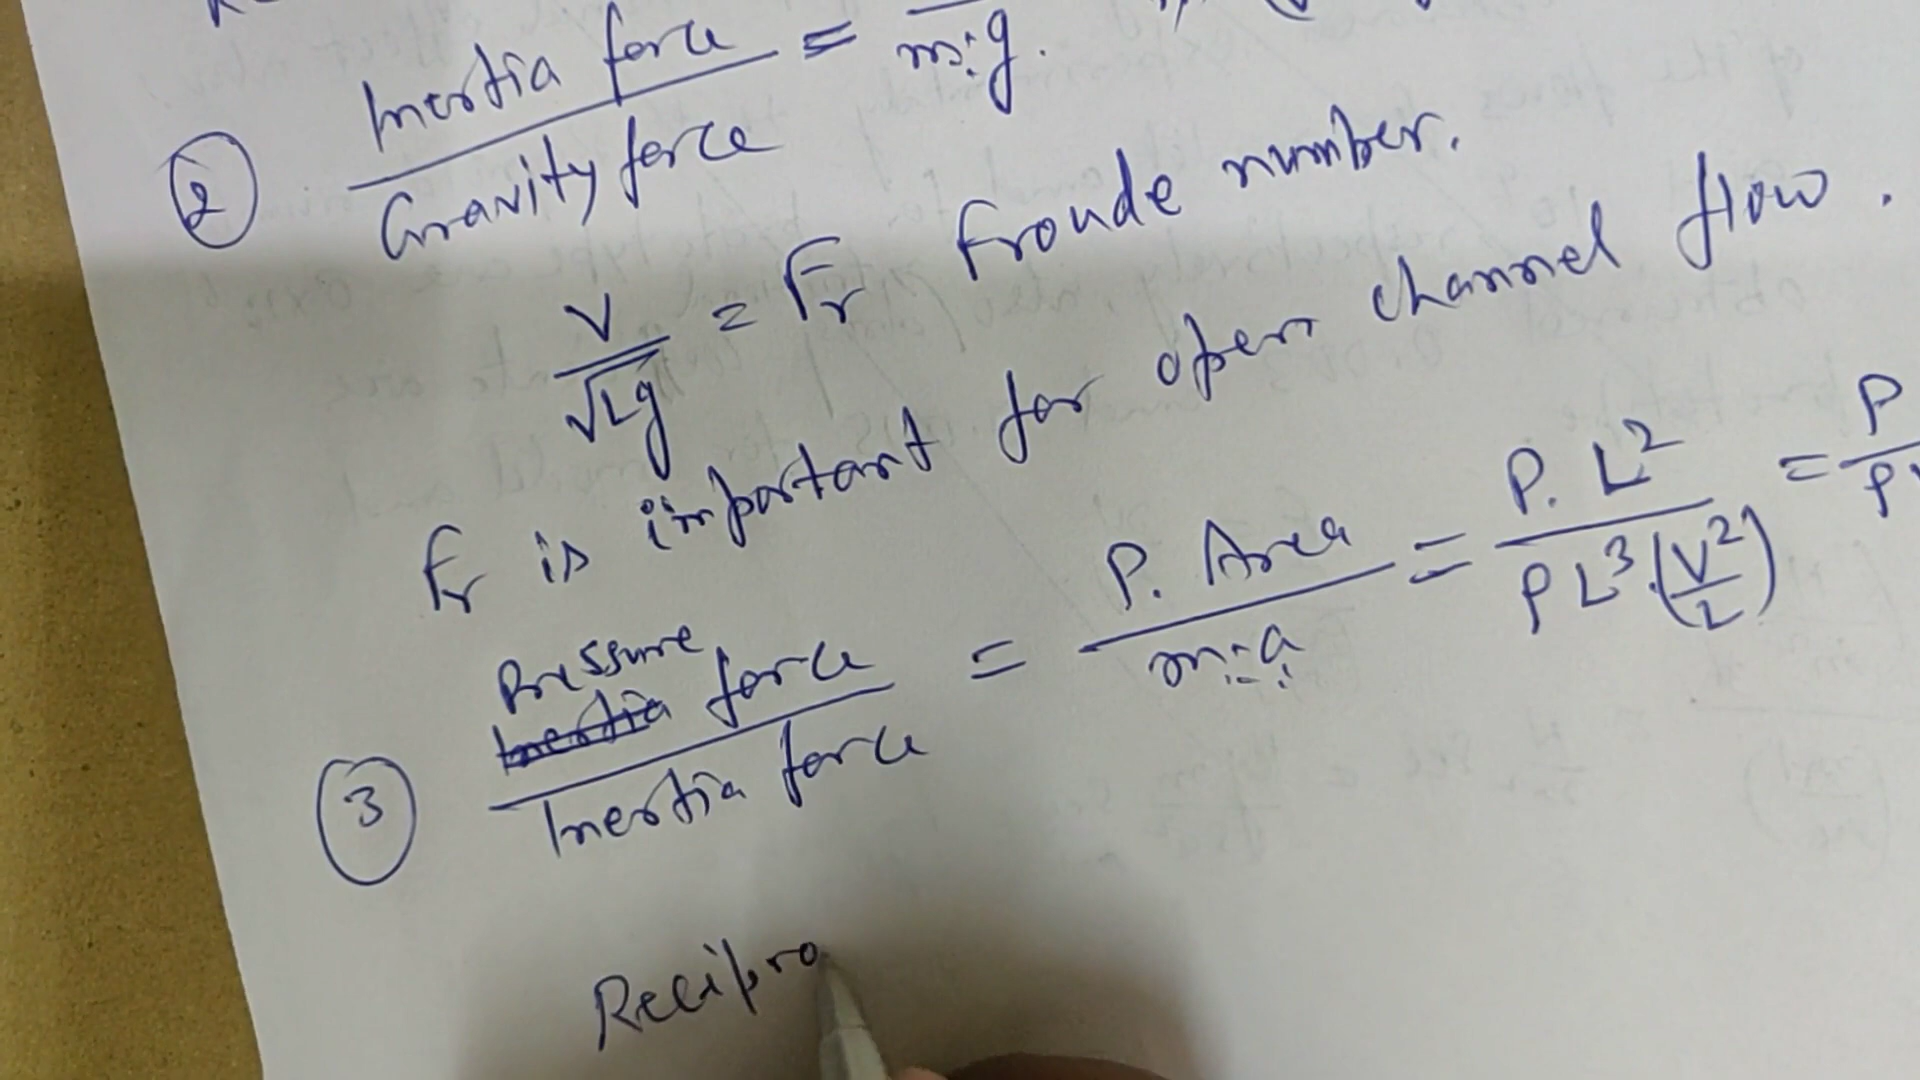 ② Inertia force / Gravity force = / m·g.
V / √Lg = Fr Froude number.
Fr is important for open channel flow.
③ Pressure force / Inertia force = P. Area / m·a = P. L² / ρL³.(V²/L) = P / ρ
Recipro